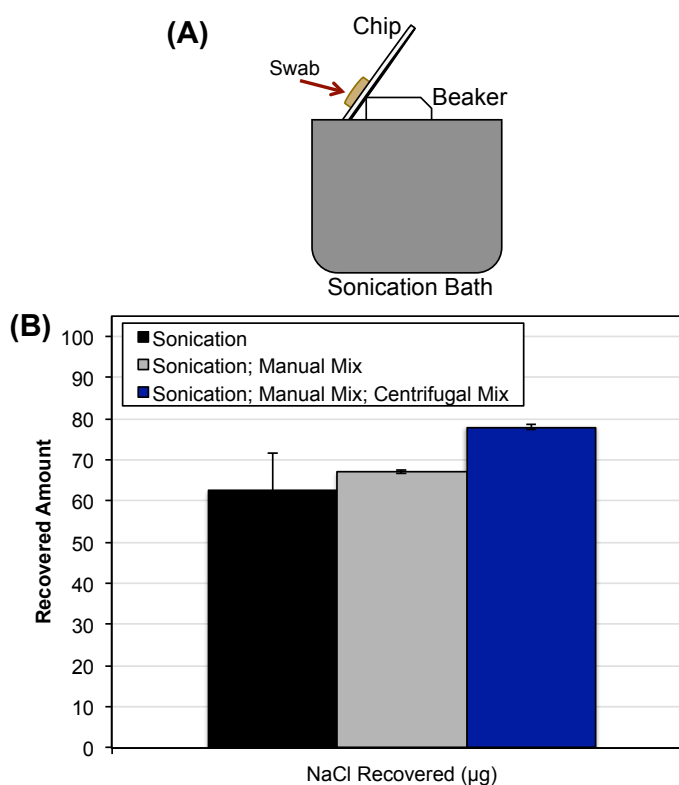 (A)
Chip
Swab
Beaker
Sonication Bath
(B)
Sonication
Sonication; Manual Mix
Sonication; Manual Mix; Centrifugal Mix
Recovered Amount
100
90
80
70
60
50
40
30
20
10
0
NaCl Recovered (µg)